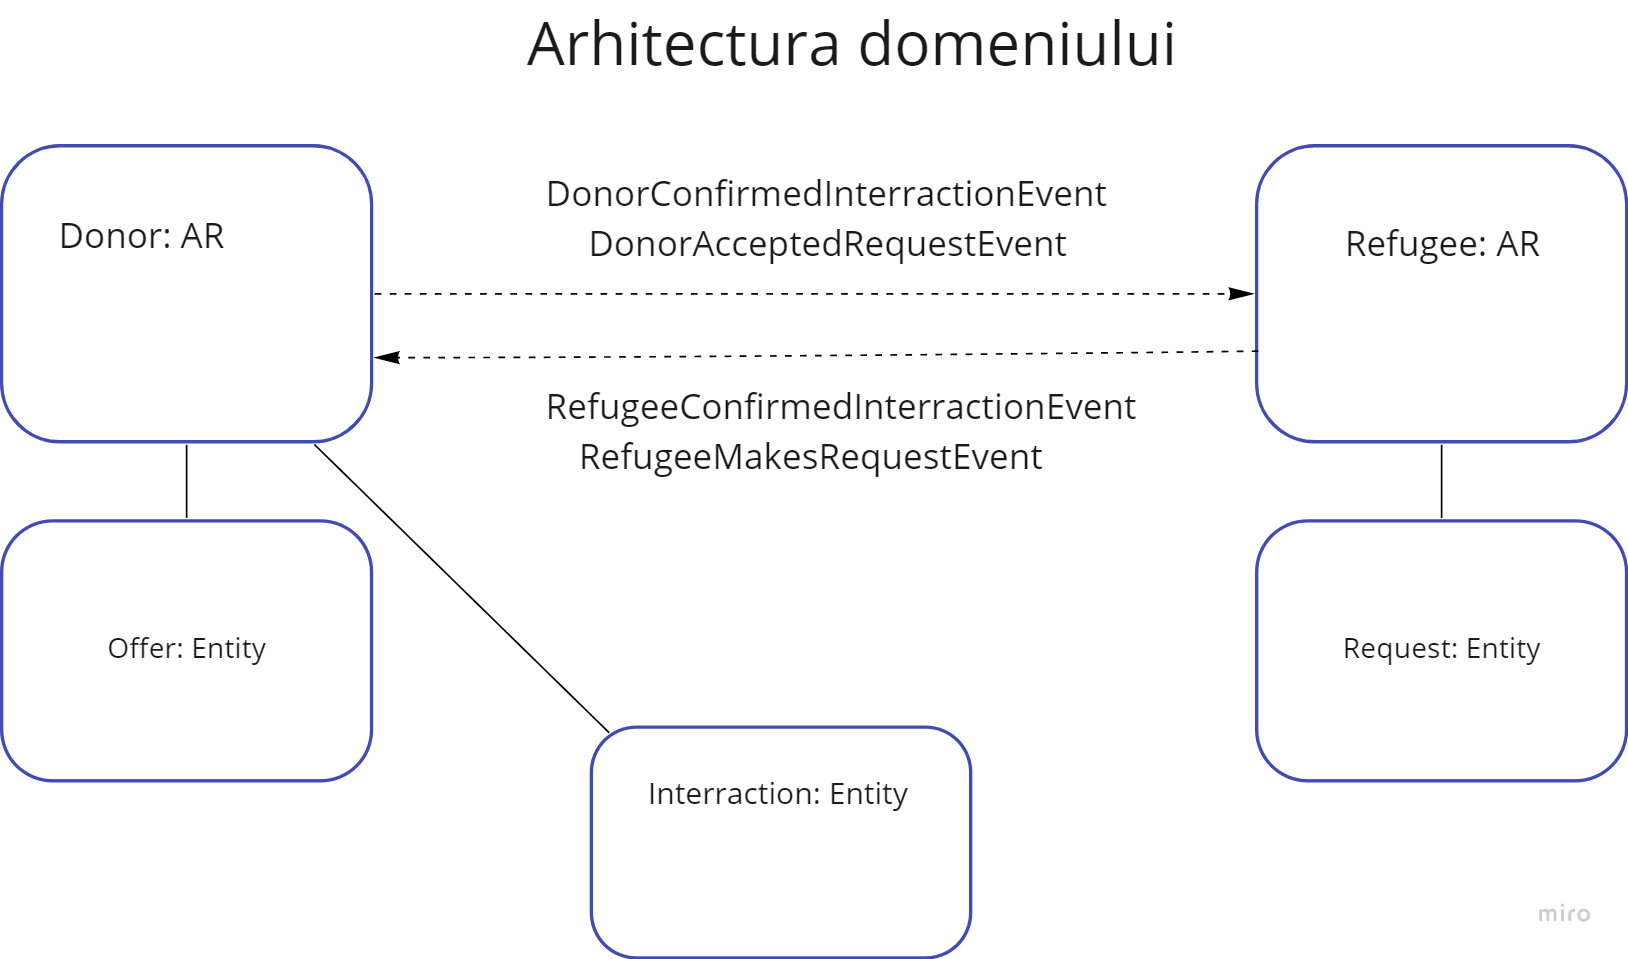 Arhitectura domeniului
DonorConfirmedInterractionEvent
DonorAcceptedRequestEvent
Donor: AR
Refugee: AR
RefugeeConfirmedInterractionEvent
RefugeeMakesRequestEvent
Offer: Entity
Request: Entity
Interraction: Entity
miro